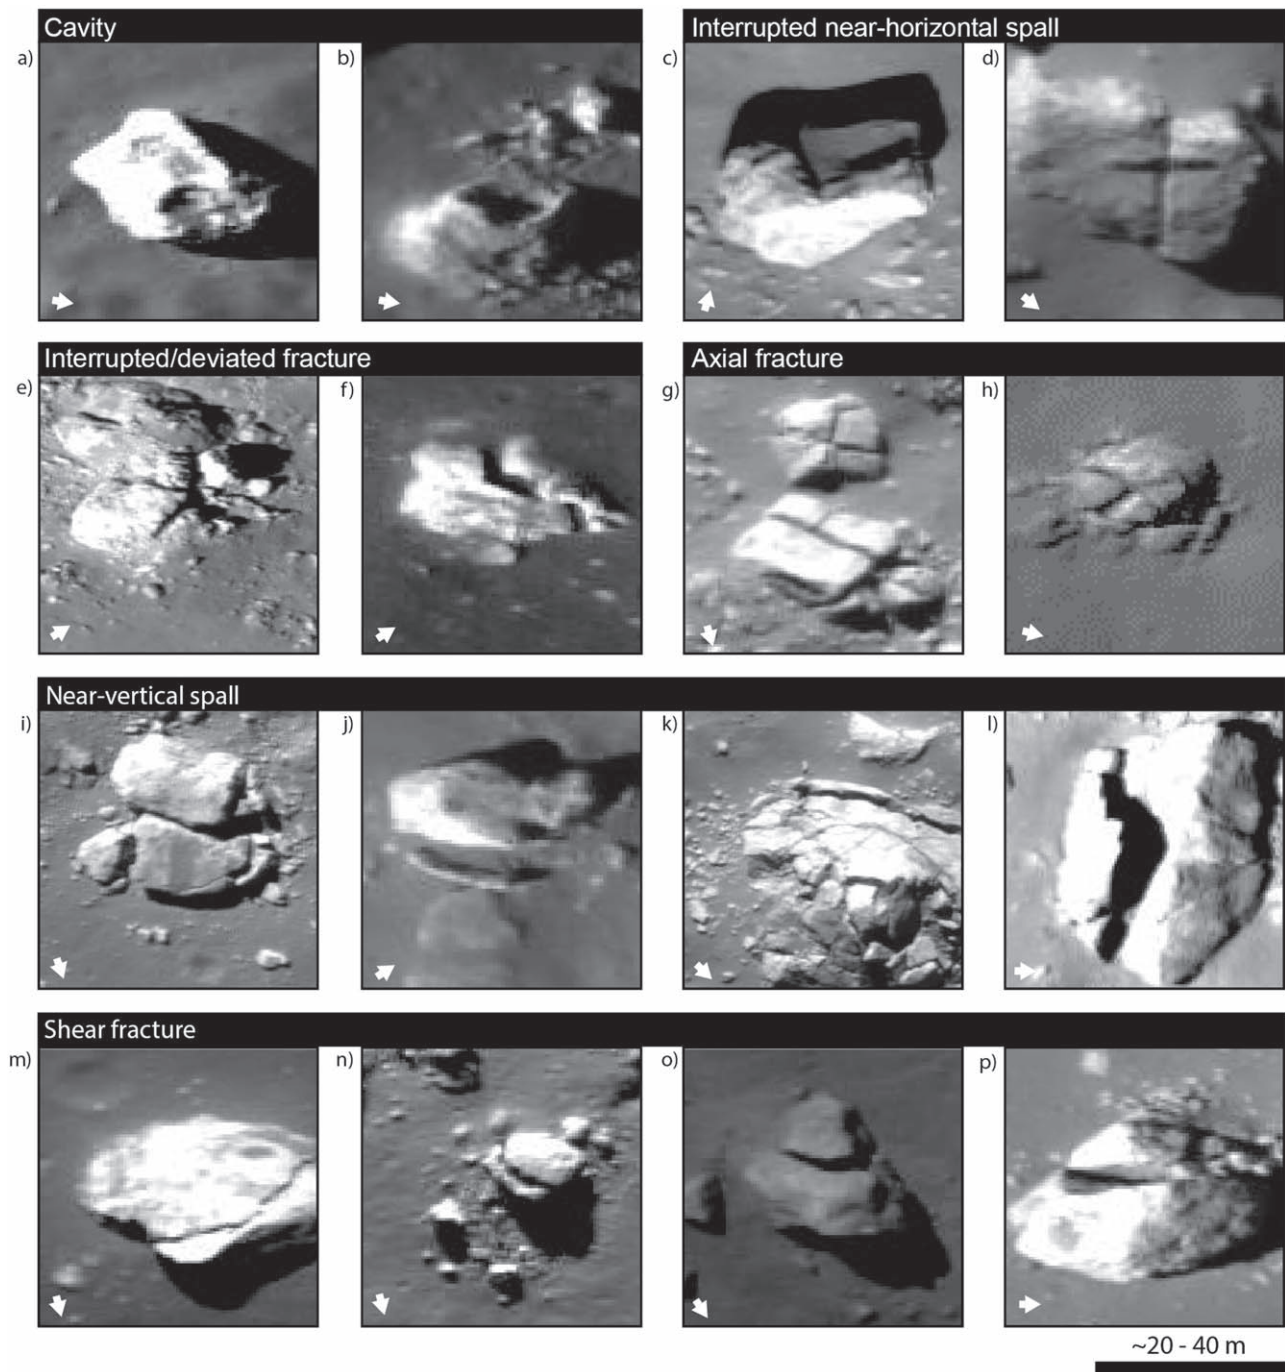 Cavity
Interrupted near-horizontal spall
a)
b)
c)
d)
Interrupted/deviated fracture
Axial fracture
e)
f)
g)
h)
Near-vertical spall
i)
j)
k)
l)
Shear fracture
m)
n)
o)
p)
~20 - 40 m